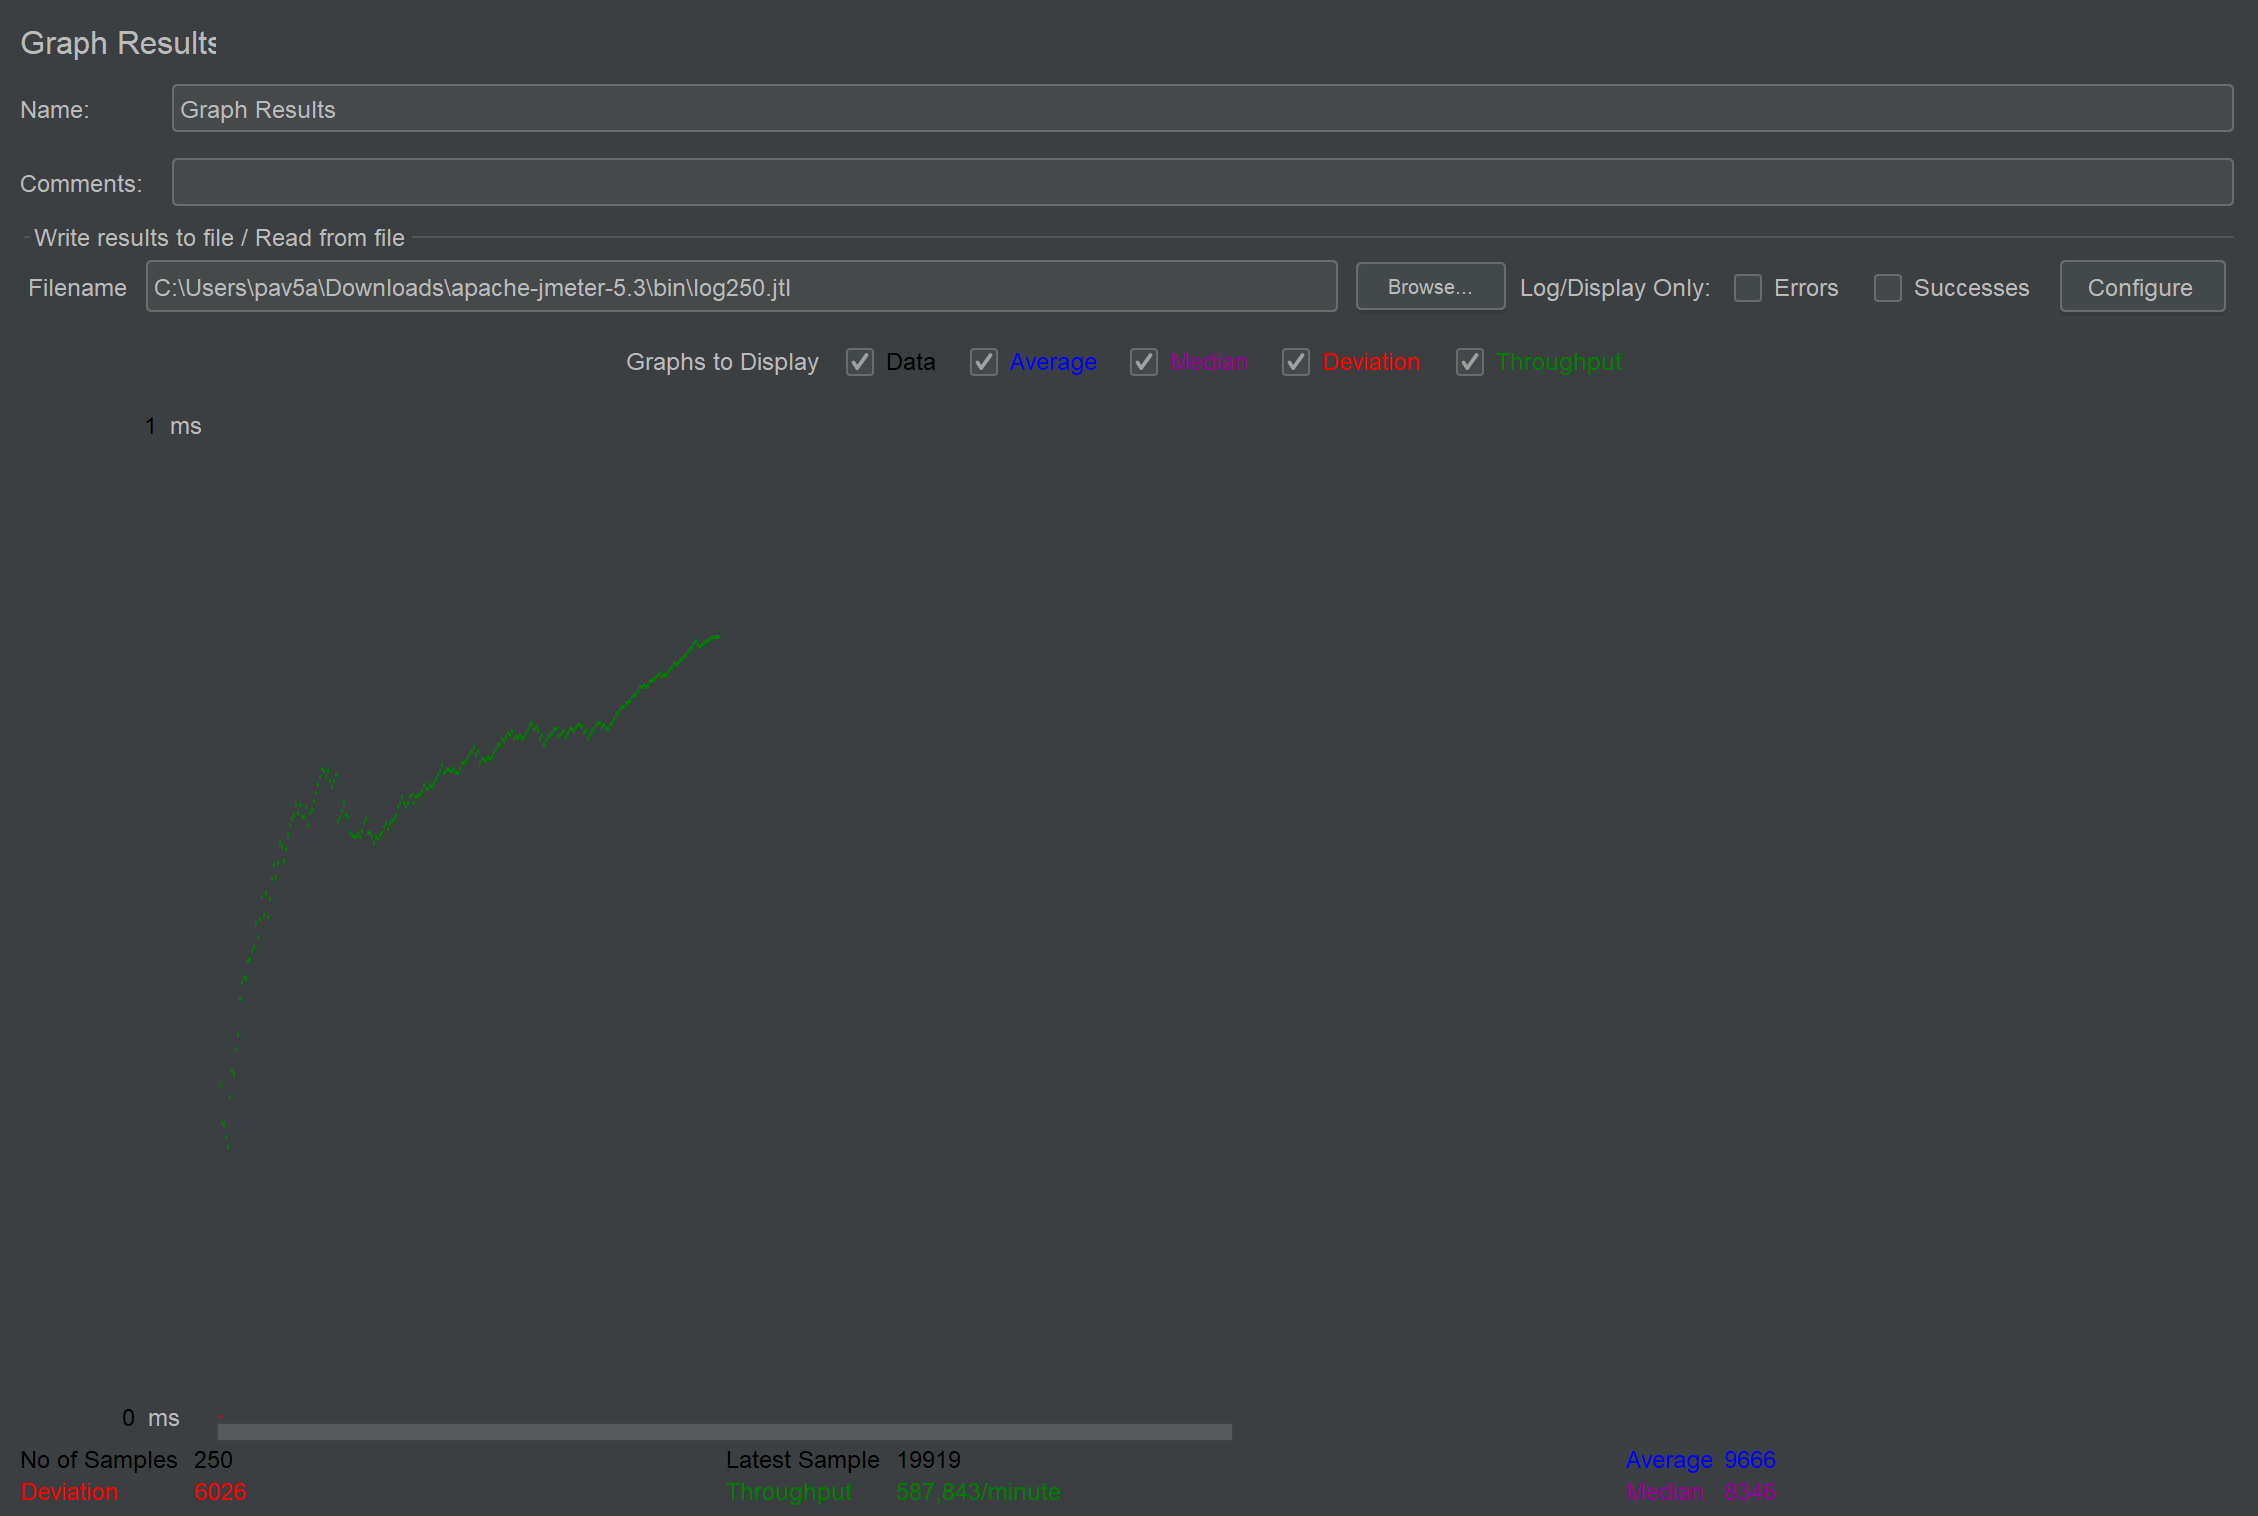 Graph Results
Name: Graph Results
Comments:
Write results to file / Read from file
Filename C:\Users\pav5a\Downloads\apache-jmeter-5.3\bin\log250.jtl Browse... Log/Display Only: Errors Successes Configure
Graphs to Display Data Average Median Deviation Throughput
1 ms
0 ms
No of Samples 250 Latest Sample 19919 Average 9666
Deviation 6026 Throughput 587,843/minute Median 8346